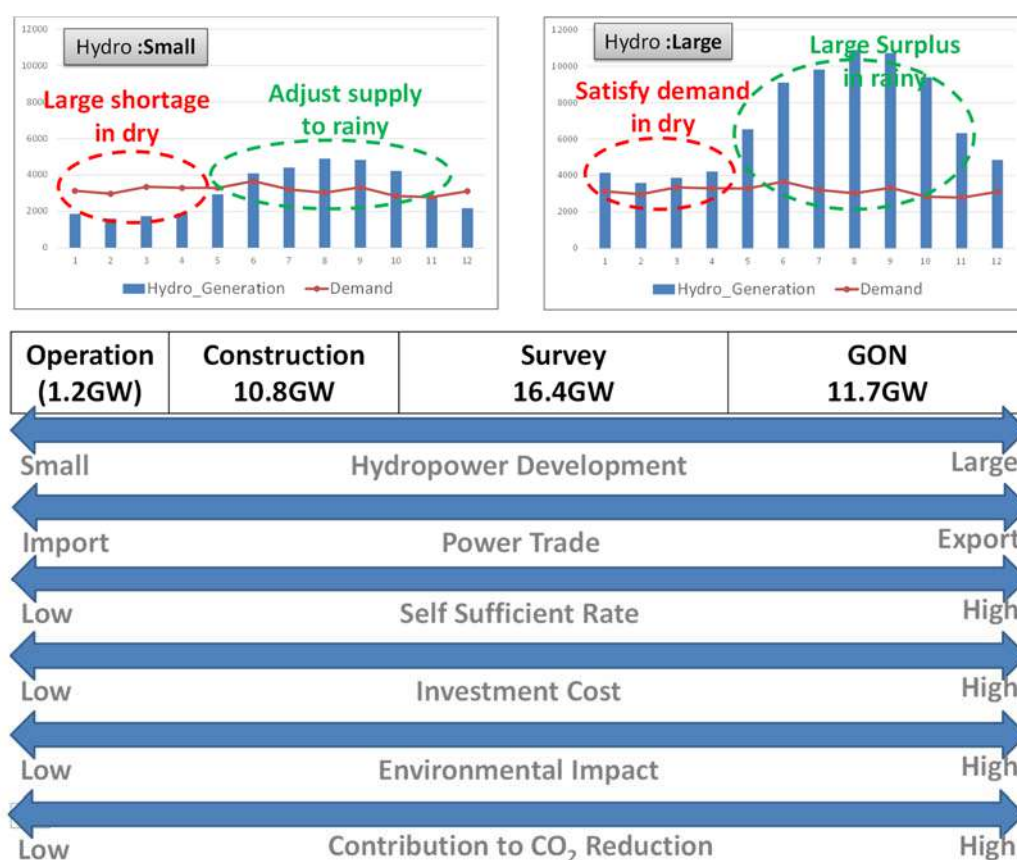 Hydro :Small
12000
10000
8000
6000
4000
2000
0
Large shortage
in dry
Adjust supply
to rainy
1 2 3 4 5 6 7 8 9 10 11 12
Hydro_Generation Demand
Hydro :Large
12000
10000
8000
6000
4000
2000
0
Satisfy demand
in dry
Large Surplus
in rainy
1 2 3 4 5 6 7 8 9 10 11 12
Hydro_Generation Demand
Operation Construction Survey GON
(1.2GW) 10.8GW 16.4GW 11.7GW
Small Hydropower Development Large
Import Power Trade Export
Low Self Sufficient Rate High
Low Investment Cost High
Low Environmental Impact High
Low Contribution to CO₂ Reduction High